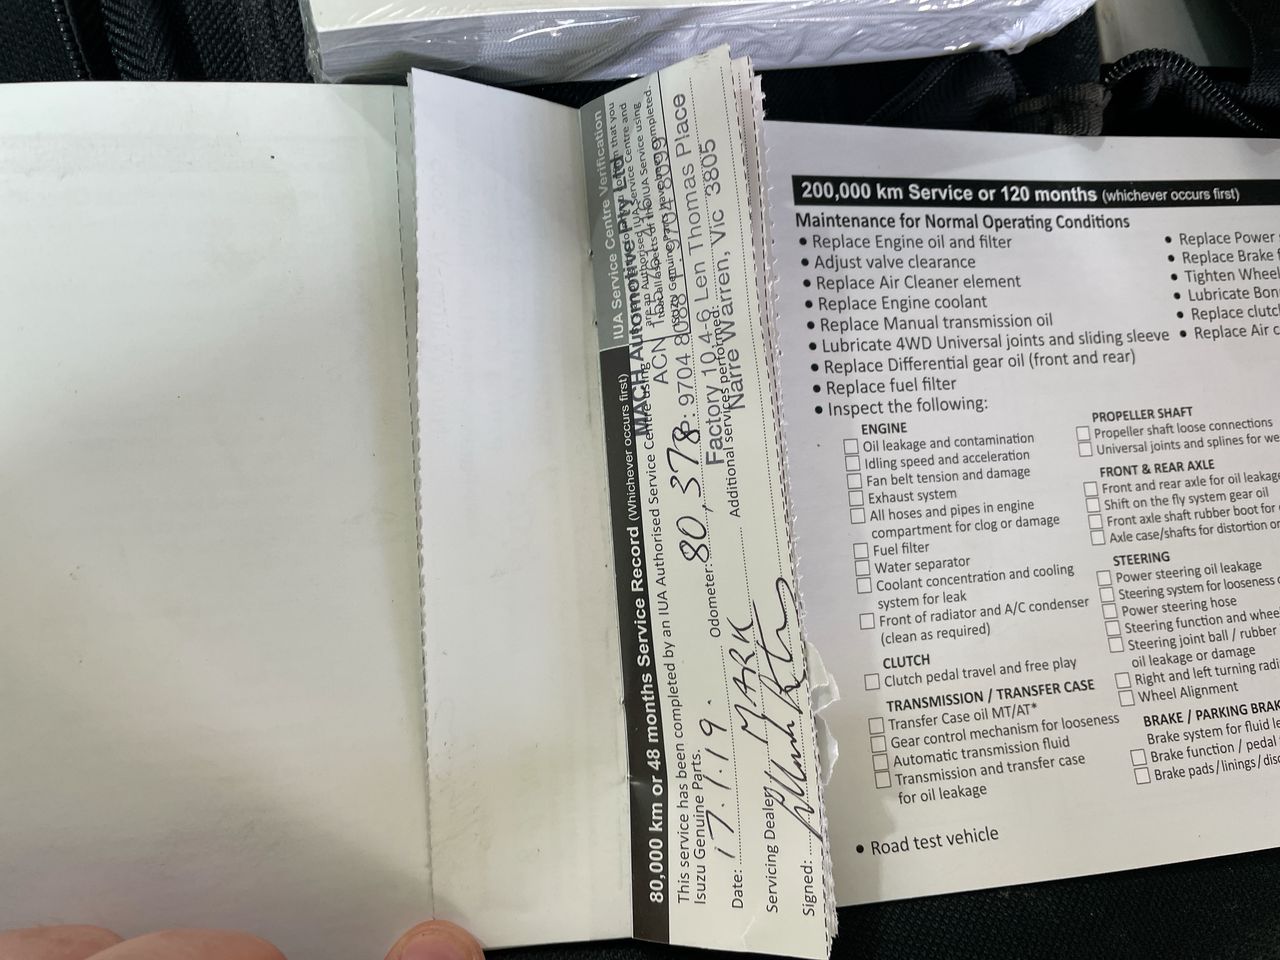 80,000 km or 48 months Service Record (Whichever occurs first)
This service has been completed by an IUA Authorised Service Centre using
Isuzu Genuine Parts.
Date: 17.1.19. Odometer: 80,378
Servicing Dealer: MARK Additional services performed:
Signed:
IUA Service Centre Verification
MACH Automotive Pty Ltd
ACN
9704 8088 9704 8099
Factory 10 4-6 Len Thomas Place
Narre Warren, Vic 3805
200,000 km Service or 120 months (whichever occurs first)
Maintenance for Normal Operating Conditions
• Replace Engine oil and filter
• Adjust valve clearance
• Replace Air Cleaner element
• Replace Engine coolant
• Replace Manual transmission oil
• Lubricate 4WD Universal joints and sliding sleeve
• Replace Differential gear oil (front and rear)
• Replace fuel filter
• Inspect the following:
• Replace Power
• Replace Brake
• Tighten Wheel
• Lubricate
• Replace
• Replace Air
ENGINE
Oil leakage and contamination
Idling speed and acceleration
Fan belt tension and damage
Exhaust system
All hoses and pipes in engine
compartment for clog or damage
Fuel filter
Water separator
Coolant concentration and cooling
system for leak
Front of radiator and A/C condenser
(clean as required)
CLUTCH
Clutch pedal travel and free play
TRANSMISSION / TRANSFER CASE
Transfer Case oil MT/AT*
Gear control mechanism for looseness
Automatic transmission fluid
Transmission and transfer case
for oil leakage
• Road test vehicle
PROPELLER SHAFT
Propeller shaft loose connections
Universal joints and splines for
FRONT & REAR AXLE
Front and rear axle for oil leakage
Shift on the fly system gear oil
Front axle shaft rubber boot for
Axle case/shafts for distortion
STEERING
Power steering oil leakage
Steering system for looseness
Power steering hose
Steering function and
Steering joint ball / rubber
oil leakage or damage
Right and left turning
Wheel Alignment
BRAKE / PARKING
Brake system for fluid
Brake function / pedal
Brake pads / linings /